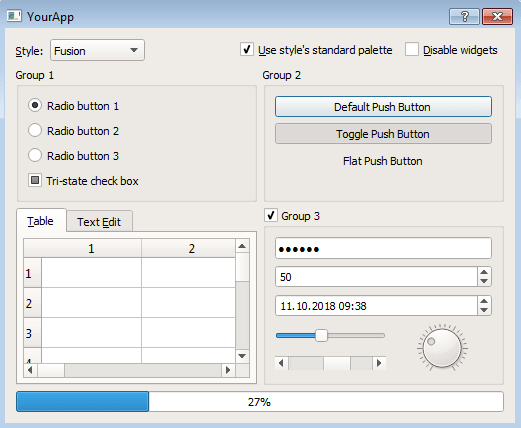 YourApp
Style: Fusion Use style's standard palette Disable widgets
Group 1
Radio button 1
Radio button 2
Radio button 3
Tri-state check box
Group 2
Default Push Button
Toggle Push Button
Flat Push Button
Table Text Edit
1 2
1
2
3
4
Group 3
••••••
50
11.10.2018 09:38
27%